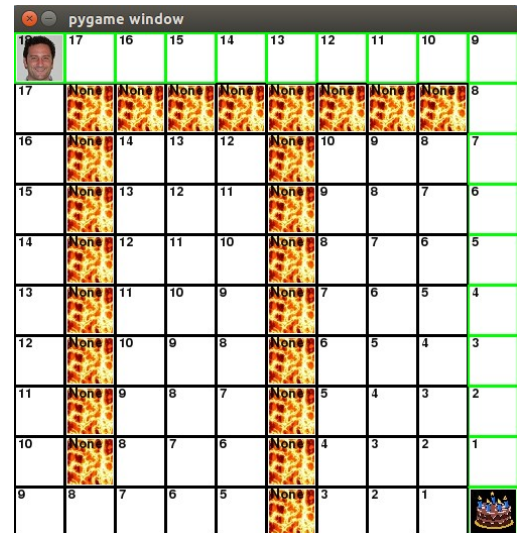 pygame window
18 17 16 15 14 13 12 11 10 9
17 None None None None None None None None 8
16 None 14 13 12 None 10 9 8 7
15 None 13 12 11 None 9 8 7 6
14 None 12 11 10 None 8 7 6 5
13 None 11 10 9 None 7 6 5 4
12 None 10 9 8 None 6 5 4 3
11 None 9 8 7 None 5 4 3 2
10 None 8 7 6 None 4 3 2 1
9 8 7 6 5 None 3 2 1